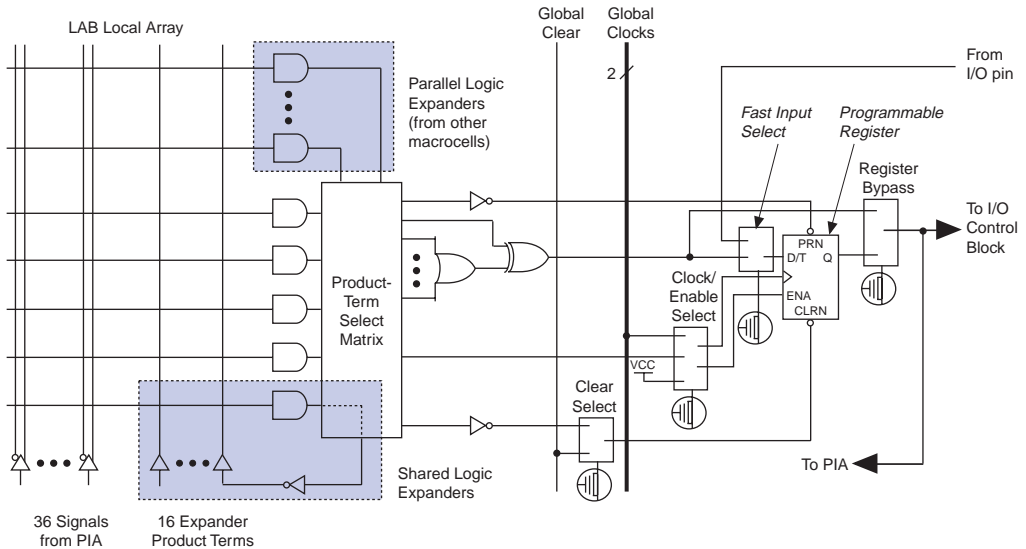 LAB Local Array
Global
Clear
Global
Clocks
2
From
I/O pin
Parallel Logic
Expanders
(from other
macrocells)
Fast Input
Select
Programmable
Register
Register
Bypass
To I/O
Control
Block
PRN
D/T
Q
ENA
CLRN
Product-
Term
Select
Matrix
Clock/
Enable
Select
VCC
Clear
Select
To PIA
Shared Logic
Expanders
36 Signals
from PIA
16 Expander
Product Terms